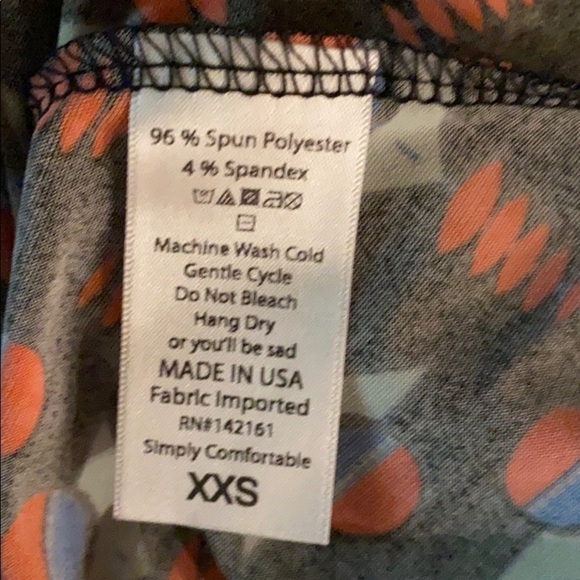 96 % Spun Polyester
4 % Spandex
Machine Wash Cold
Gentle Cycle
Do Not Bleach
Hang Dry
or you'll be sad
MADE IN USA
Fabric Imported
RN#142161
Simply Comfortable
XXS